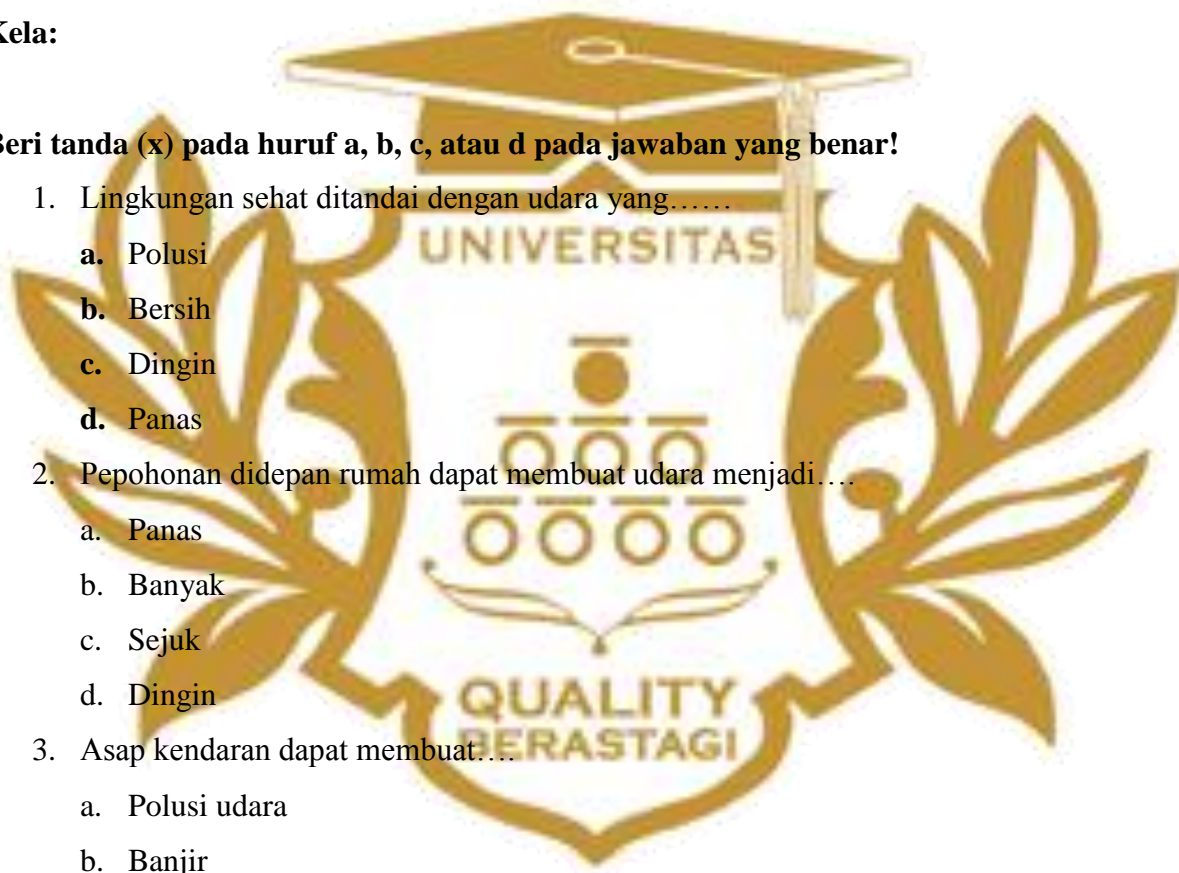 Kela:
Beri tanda (x) pada huruf a, b, c, atau d pada jawaban yang benar!
1. Lingkungan sehat ditandai dengan udara yang……
a. Polusi
UNIVERSITAS
b. Bersih
c. Dingin
d. Panas
2. Pepohonan didepan rumah dapat membuat udara menjadi….
a. Panas
b. Banyak
c. Sejuk
d. Dingin
QUALITY
BERASTAGI
3. Asap kendaran dapat membuat….
a. Polusi udara
b. Banjir